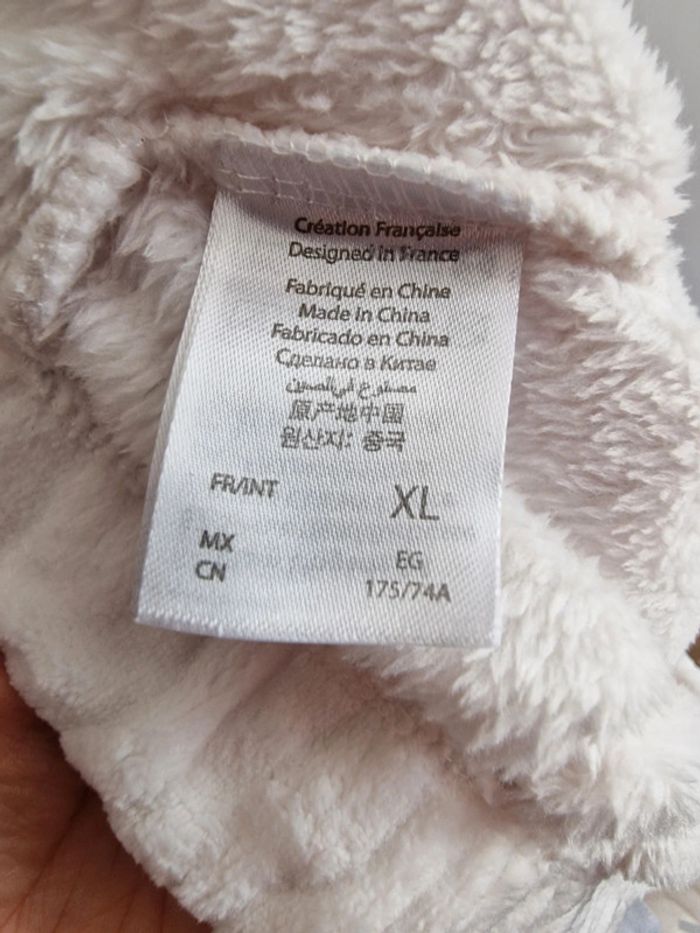 Création Française
Designed in France
Fabriqué en China
Made in China
Fabricado en China
Сделано в Китае
مصنوع في الصين
原产地中国
원산지: 중국
FR/INT XL
MX EG
CN 175/74A